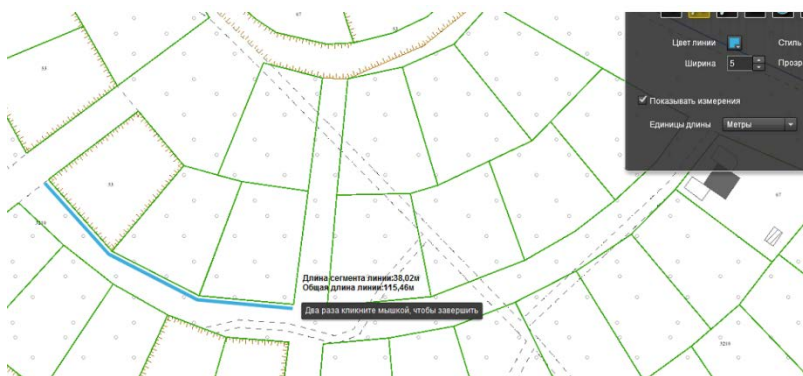 Цвет линии
Стиль
Ширина
5
Прозр
Показывать измерения
Единицы длины
Метры
Длина сегмента линии:38,02м
Общая длина линии:115,46м
Два раза кликните мышкой, чтобы завершить